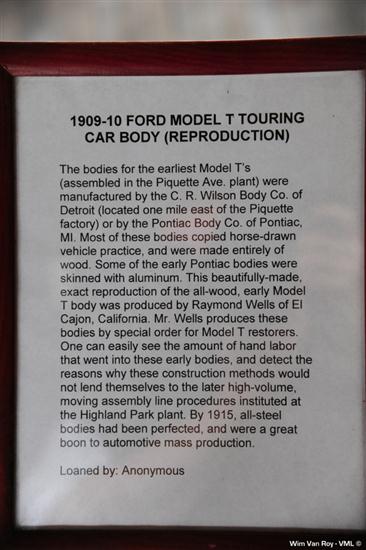 1909-10 FORD MODEL T TOURING
CAR BODY (REPRODUCTION)
The bodies for the earliest Model T's
(assembled in the Piquette Ave. plant) were
manufactured by the C. R. Wilson Body Co. of
Detroit (located one mile east of the Piquette
factory) or by the Pontiac Body Co. of Pontiac,
MI. Most of these bodies copied horse-drawn
vehicle practice, and were made entirely of
wood. Some of the early Pontiac bodies were
skinned with aluminum. This beautifully-made,
exact reproduction of the all-wood, early Model
T body was produced by Raymond Wells of El
Cajon, California. Mr. Wells produces these
bodies by special order for Model T restorers.
One can easily see the amount of hand labor
that went into these early bodies, and detect the
reasons why these construction methods would
not lend themselves to the later high-volume,
moving assembly line procedures instituted at
the Highland Park plant. By 1915, all-steel
bodies had been perfected, and were a great
boon to automotive mass production.
Loaned by: Anonymous
Wim Van Roy - VML ©